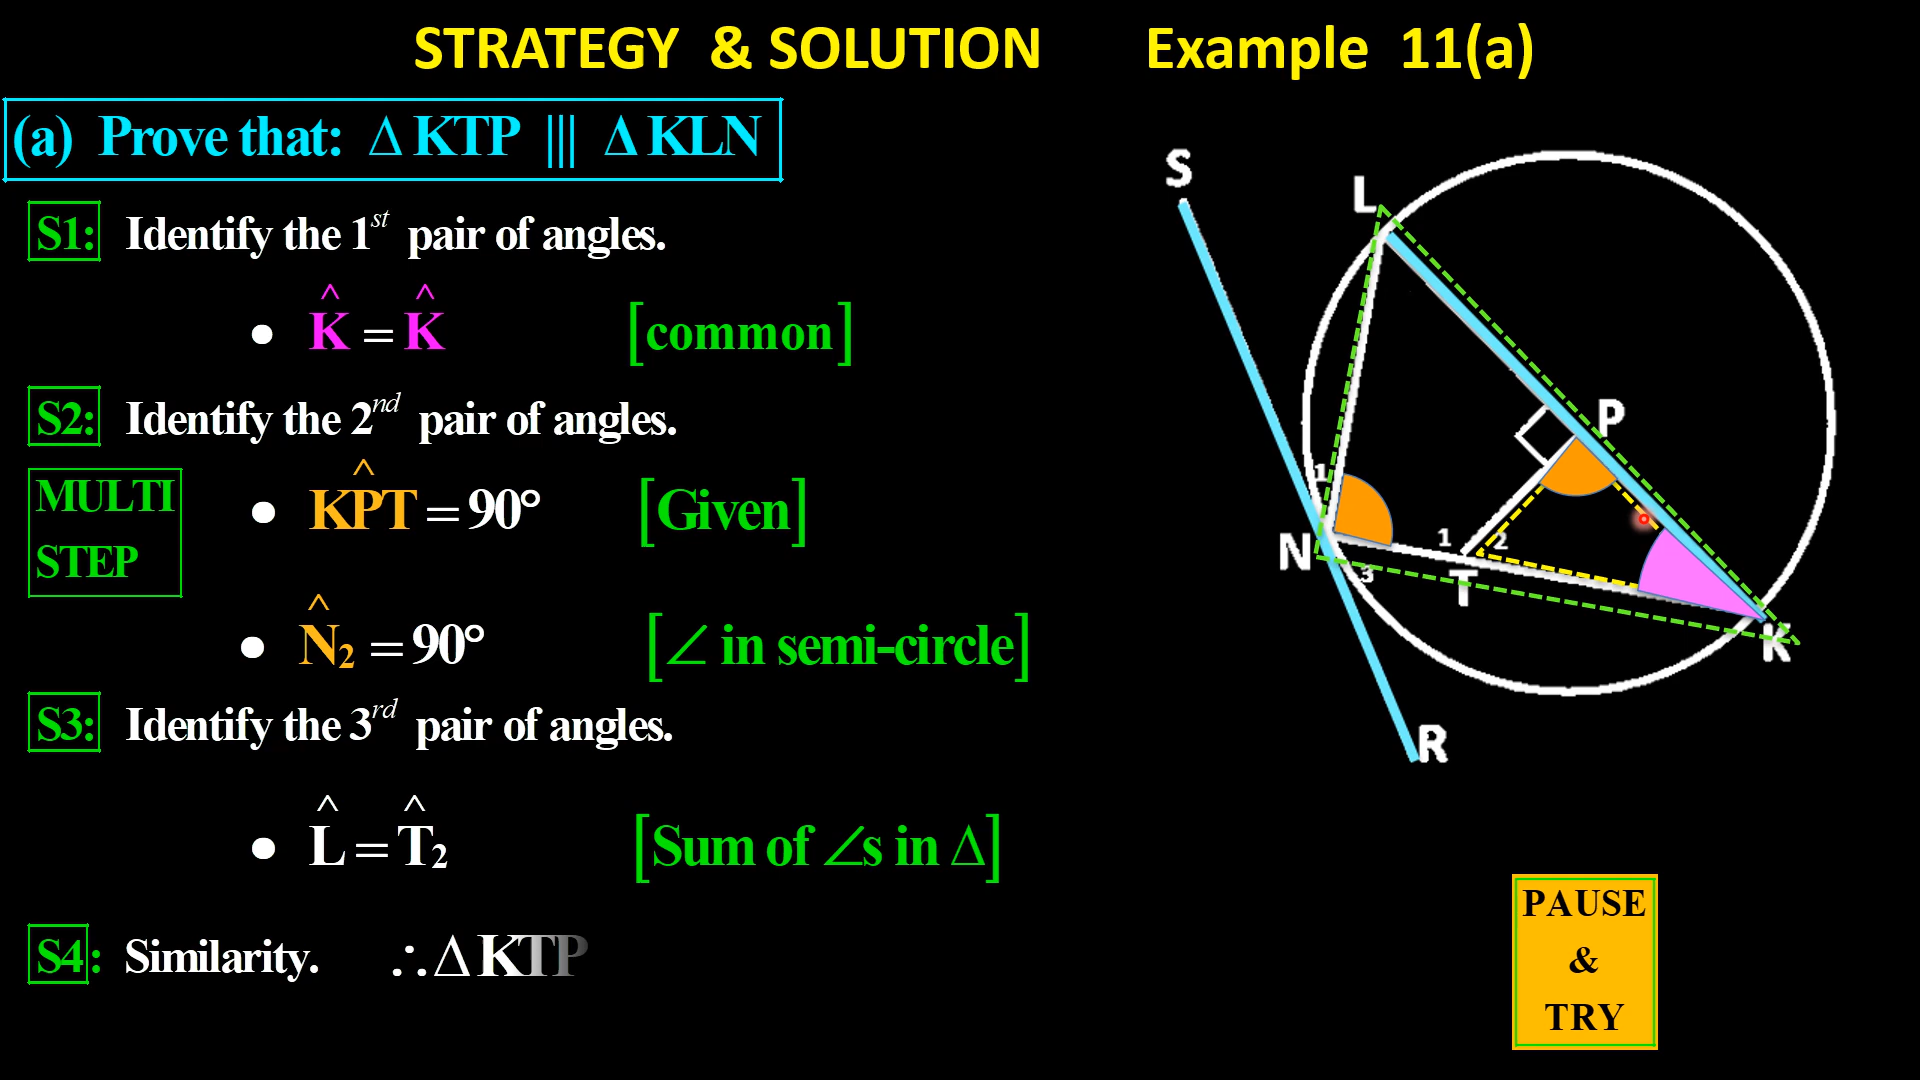 STRATEGY & SOLUTION Example 11(a)
(a) Prove that: Δ KTP ||| Δ KLN
S1: Identify the 1st pair of angles.
• K̂ = K̂ [common]
S2: Identify the 2nd pair of angles.
MULTI STEP
• KP̂T = 90° [Given]
• N̂₂ = 90° [∠ in semi-circle]
S3: Identify the 3rd pair of angles.
• L̂ = T̂₂ [Sum of ∠s in Δ]
S4: Similarity. ∴ Δ KTP
S
L
P
1
N
1
2
3
T
K
R
PAUSE
&
TRY